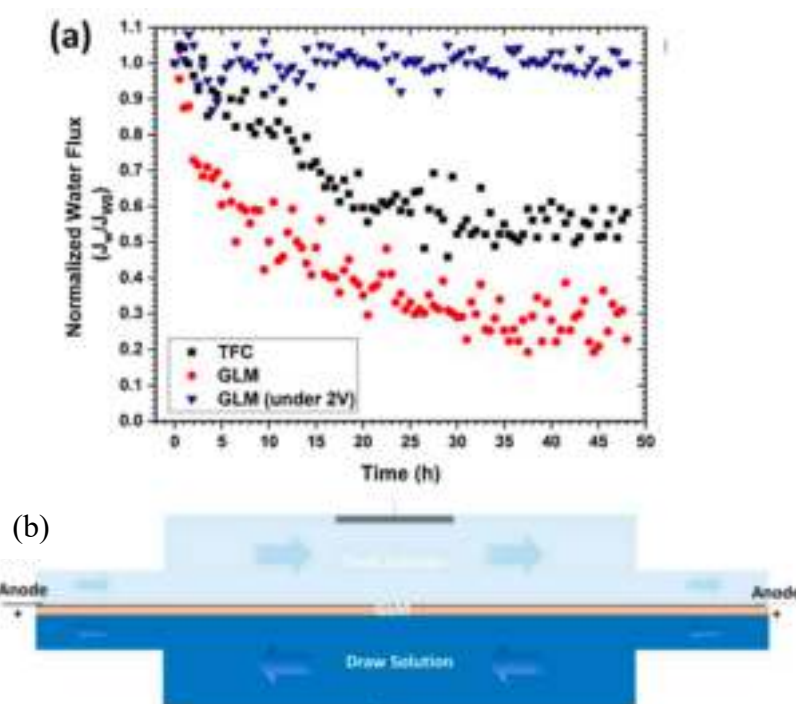 (a)
1.1
1.0
0.9
0.8
0.7
0.6
0.5
0.4
0.3
0.2
0.1
0.0
Normalized Water Flux
(J_w/J_w0)
TFC
GLM
GLM (under 2V)
0 5 10 15 20 25 30 35 40 45 50
Time (h)
(b)
Anode
+
Anode
+
Draw Solution